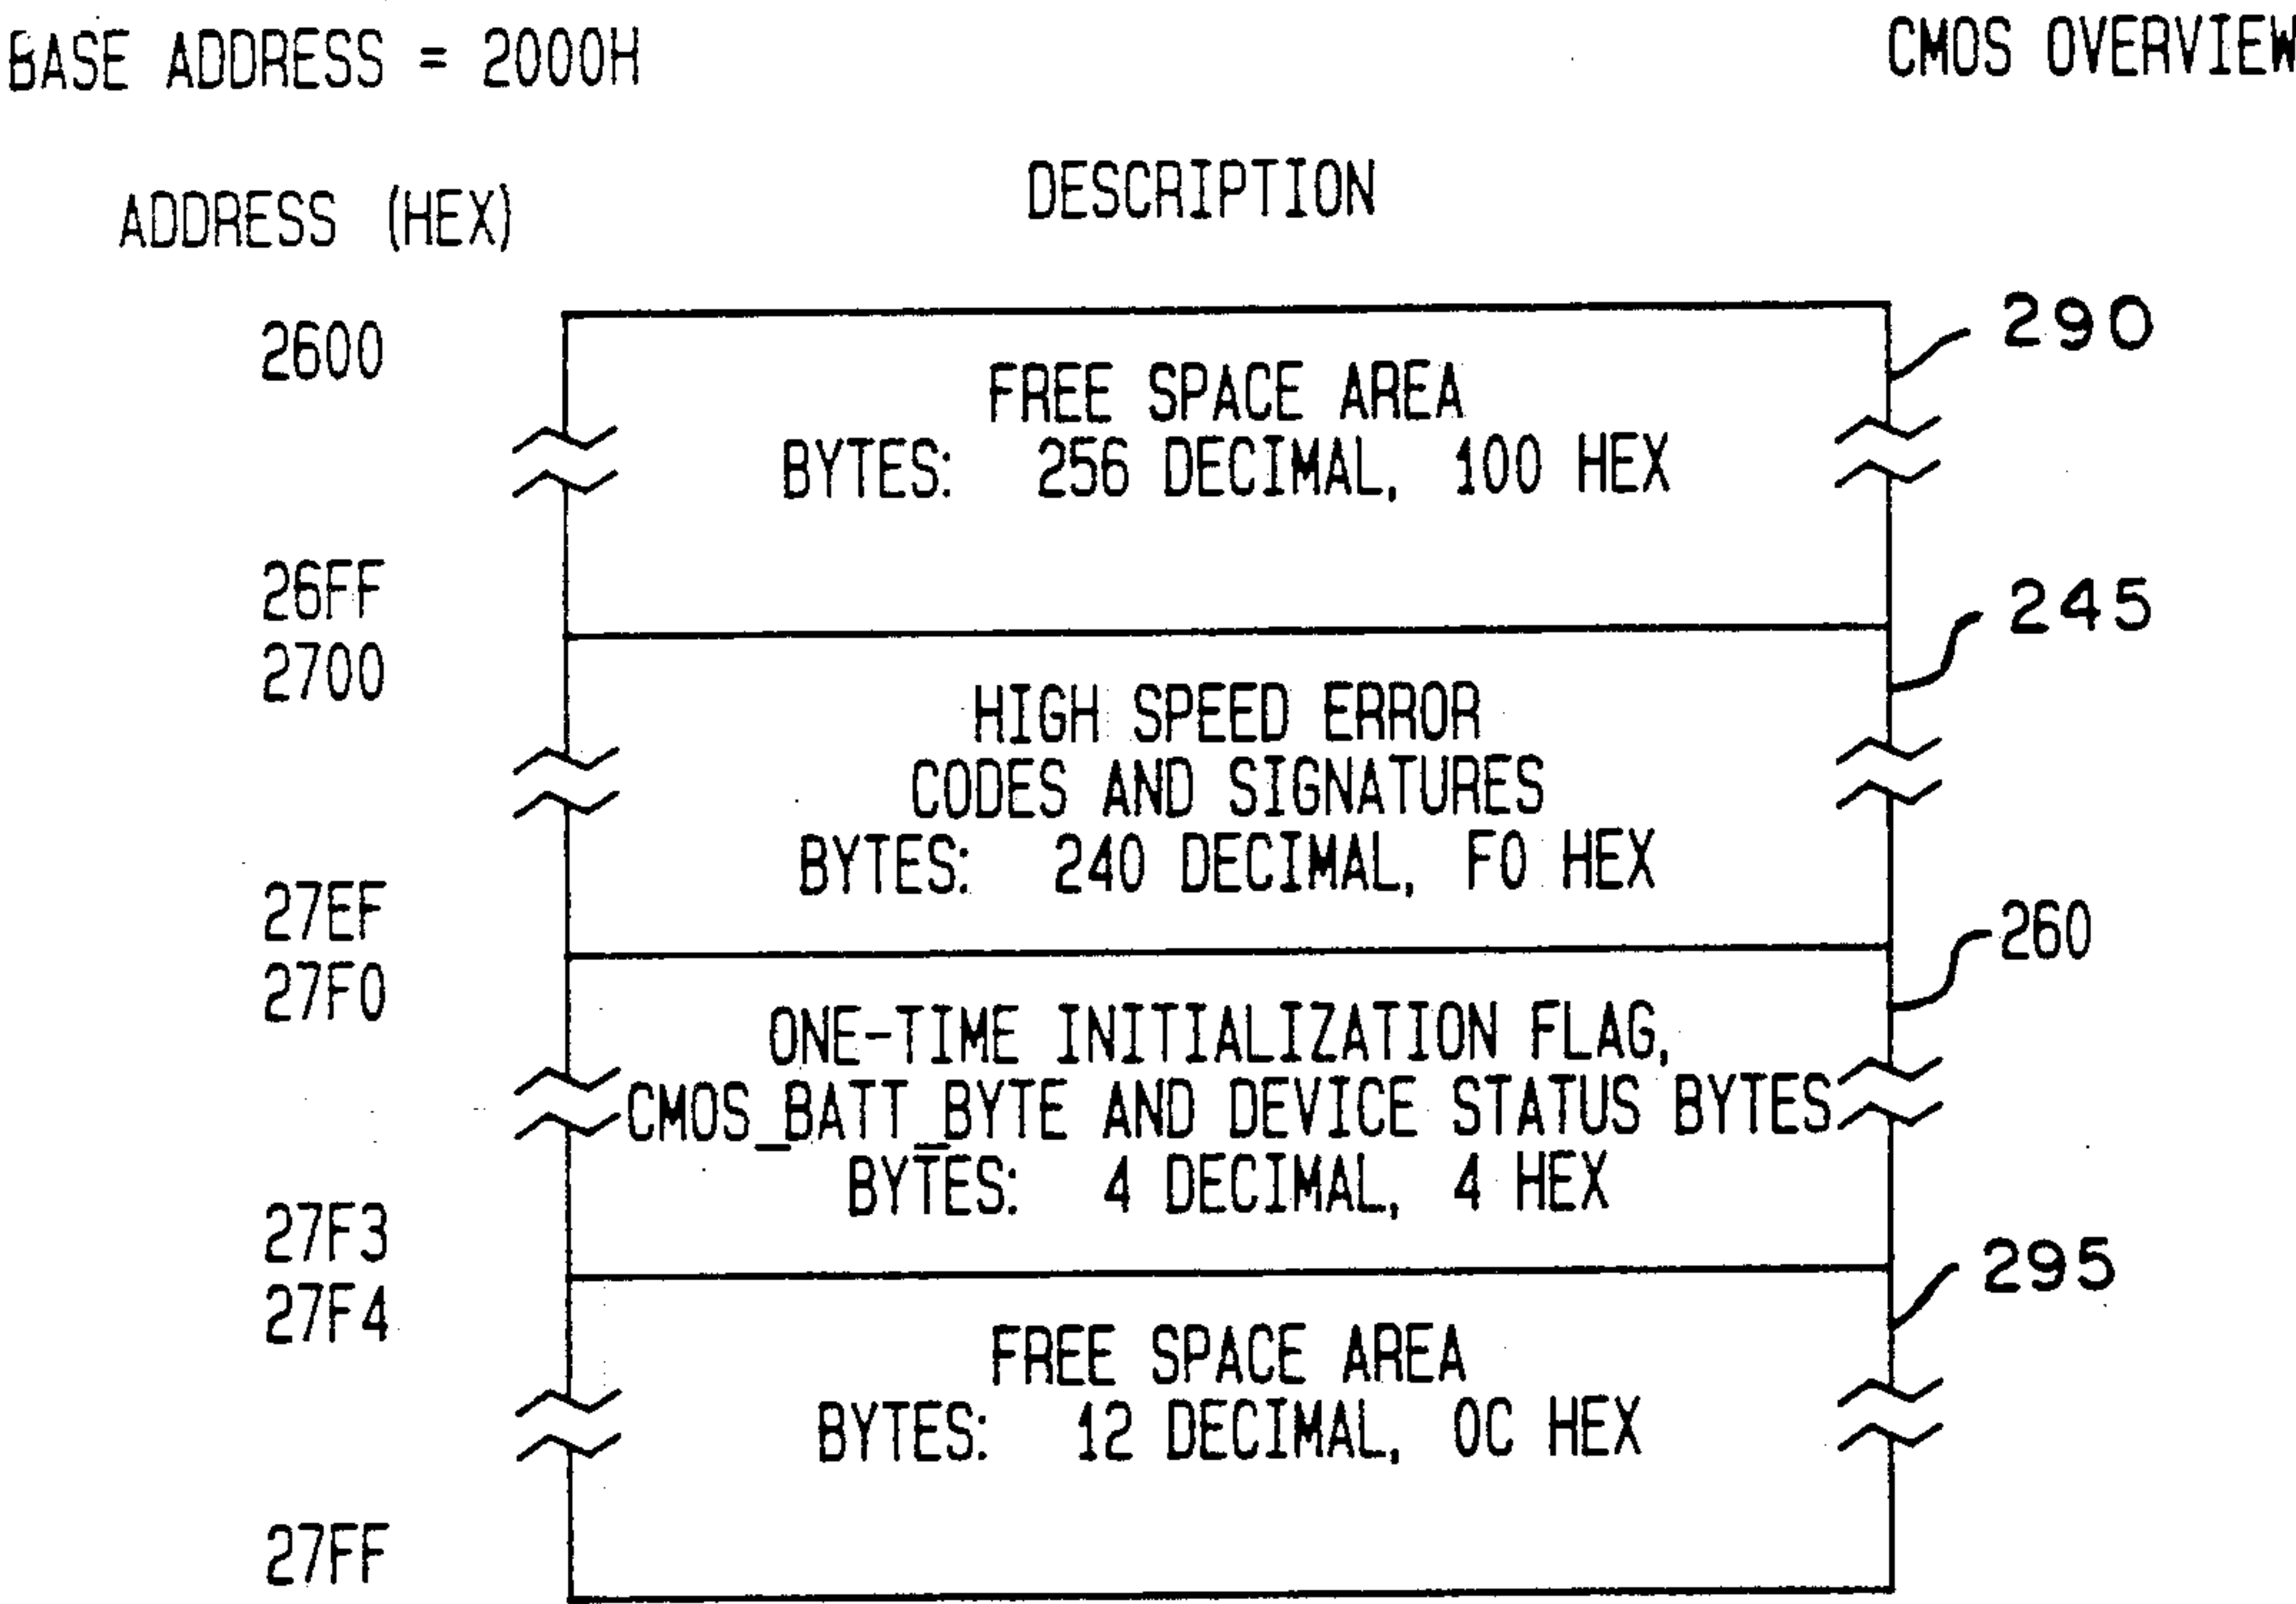 BASE ADDRESS = 2000H
CMOS OVERVIEW
ADDRESS (HEX)
DESCRIPTION
2600
290
FREE SPACE AREA
BYTES: 256 DECIMAL, 100 HEX
26FF
245
2700
HIGH SPEED ERROR
CODES AND SIGNATURES
BYTES: 240 DECIMAL, F0 HEX
27EF
260
27F0
ONE-TIME INITIALIZATION FLAG,
CMOS_BATT_BYTE AND DEVICE STATUS BYTES
BYTES: 4 DECIMAL, 4 HEX
27F3
295
27F4
FREE SPACE AREA
BYTES: 12 DECIMAL, 0C HEX
27FF